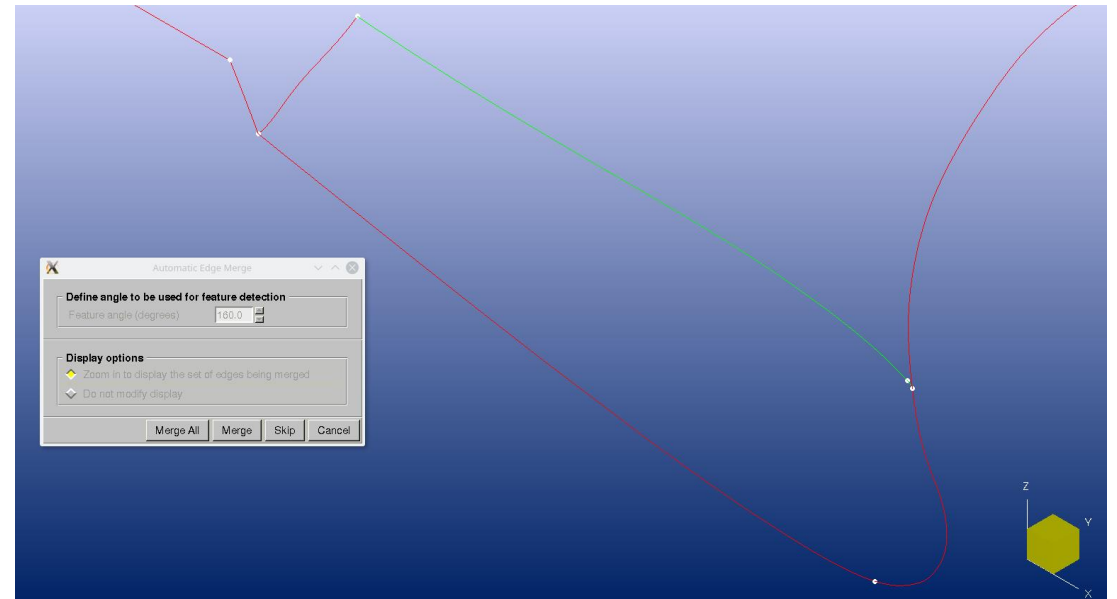 Automatic Edge Merge
Define angle to be used for feature detection
Feature angle (degrees) 160.0
Display options
Zoom in to display the set of edges being merged
Do not modify display
Merge All Merge Skip Cancel
Z
Y
X